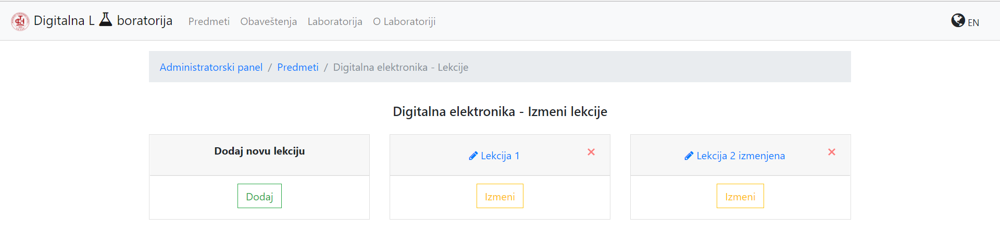 Digitalna L boratorija Predmeti Obaveštenja Laboratorija O Laboratoriji EN
Administratorski panel / Predmeti / Digitalna elektronika - Lekcije
Digitalna elektronika - Izmeni lekcije
Dodaj novu lekciju
Dodaj
Lekcija 1
Izmeni
Lekcija 2 izmenjena
Izmeni